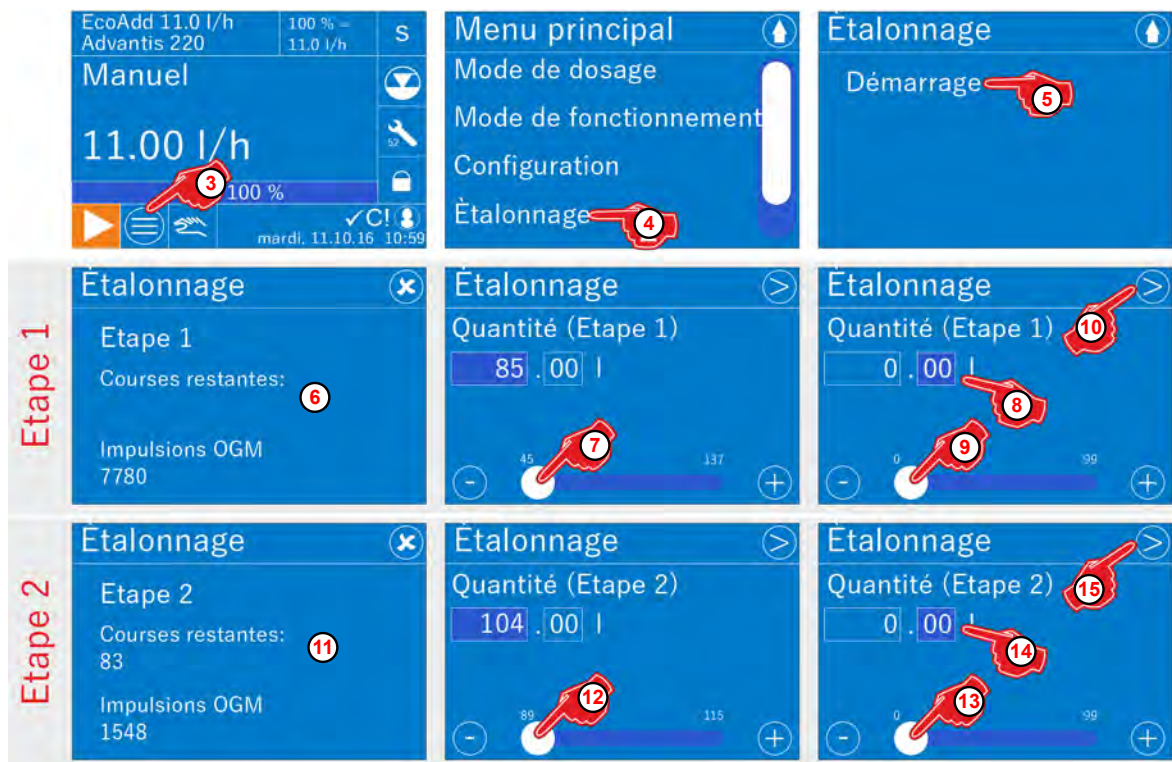 EcoAdd 11.0 l/h
Advantis 220
100 % =
11.0 l/h
S
Manuel
52
11.00 l/h
3
100 %
✓C!
mardi. 11.10.16 10:59
Menu principal
Mode de dosage
Mode de fonctionnement
Configuration
Ètalonnage
4
Étalonnage
Démarrage
5
Etape 1
Étalonnage
Etape 1
Courses restantes:
6
Impulsions OGM
7780
Étalonnage
>
Quantité (Etape 1)
85 . 00 l
7
45 137
- +
Étalonnage
>
10
Quantité (Etape 1)
0 . 00 l
8
9
0 99
- +
Etape 2
Étalonnage
Etape 2
Courses restantes:
83
11
Impulsions OGM
1548
Étalonnage
>
Quantité (Etape 2)
104 . 00 l
12
89 115
- +
Étalonnage
>
15
Quantité (Etape 2)
0 . 00 l
14
13
0 99
- +